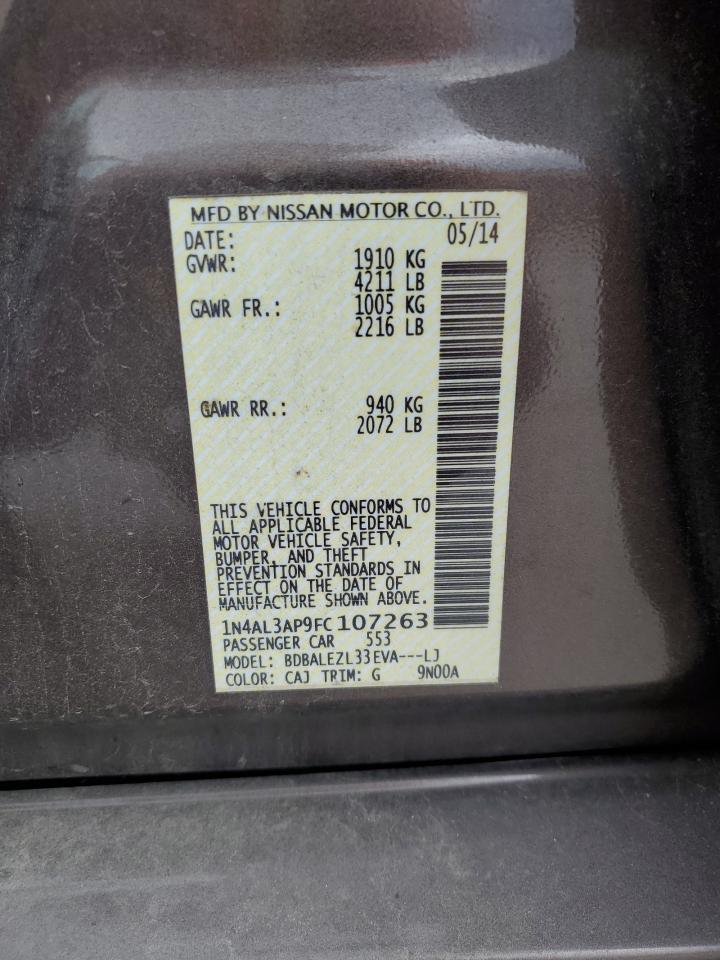 MFD BY NISSAN MOTOR CO., LTD.
DATE: 05/14
GVWR: 1910 KG
4211 LB
GAWR FR.: 1005 KG
2216 LB
GAWR RR.: 940 KG
2072 LB
THIS VEHICLE CONFORMS TO
ALL APPLICABLE FEDERAL
MOTOR VEHICLE SAFETY,
BUMPER, AND THEFT
PREVENTION STANDARDS IN
EFFECT ON THE DATE OF
MANUFACTURE SHOWN ABOVE.
1N4AL3AP9FC107263
PASSENGER CAR 553
MODEL: BDBALEZL33EVA---LJ
COLOR: CAJ TRIM: G 9N00A